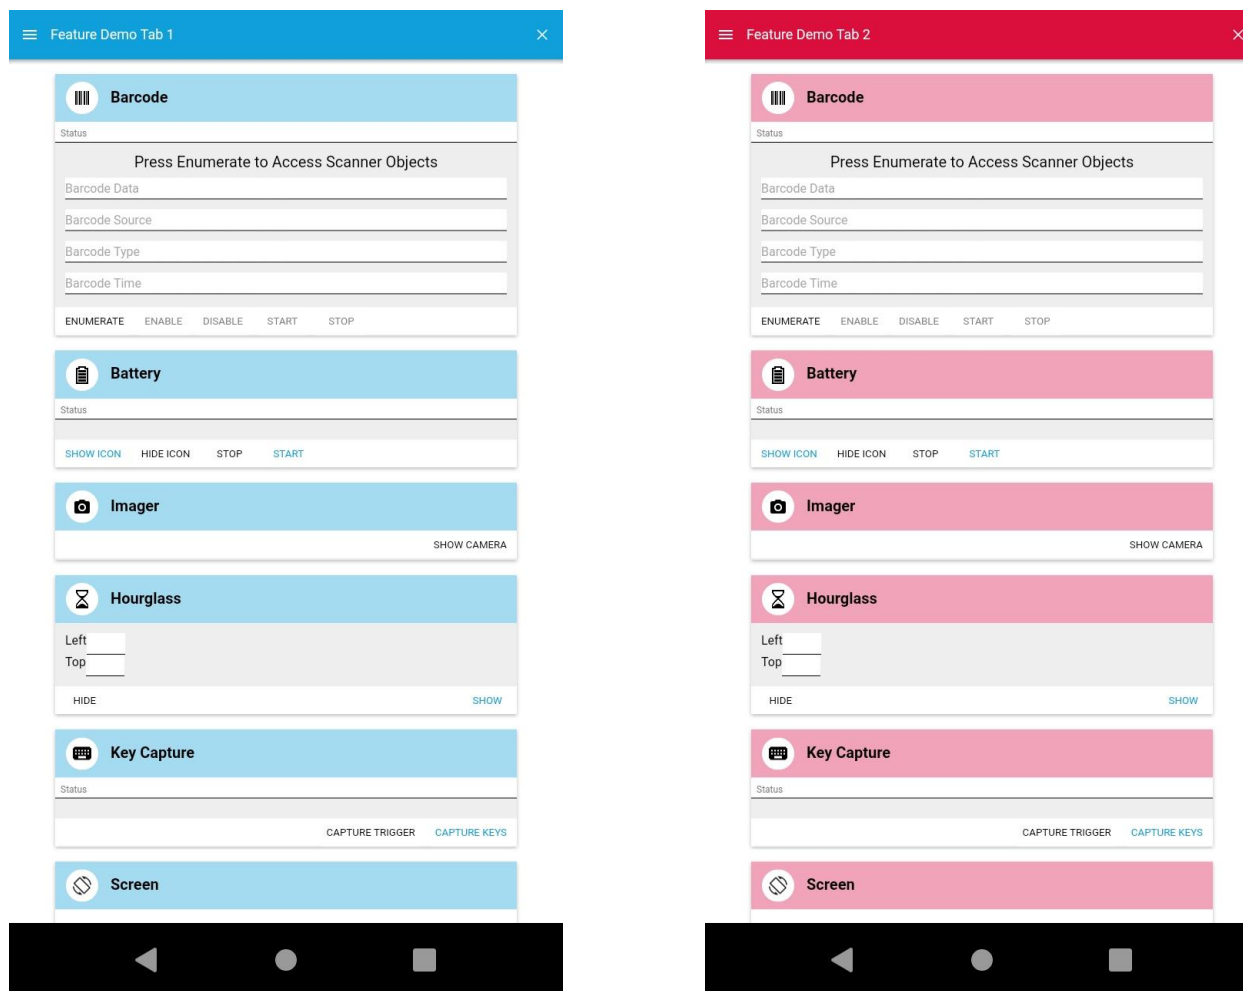 Feature Demo Tab 1
Barcode
Status
Press Enumerate to Access Scanner Objects
Barcode Data
Barcode Source
Barcode Type
Barcode Time
ENUMERATE ENABLE DISABLE START STOP
Battery
Status
SHOW ICON HIDE ICON STOP START
Imager
SHOW CAMERA
Hourglass
Left
Top
HIDE SHOW
Key Capture
Status
CAPTURE TRIGGER CAPTURE KEYS
Screen
Feature Demo Tab 2
Barcode
Status
Press Enumerate to Access Scanner Objects
Barcode Data
Barcode Source
Barcode Type
Barcode Time
ENUMERATE ENABLE DISABLE START STOP
Battery
Status
SHOW ICON HIDE ICON STOP START
Imager
SHOW CAMERA
Hourglass
Left
Top
HIDE SHOW
Key Capture
Status
CAPTURE TRIGGER CAPTURE KEYS
Screen